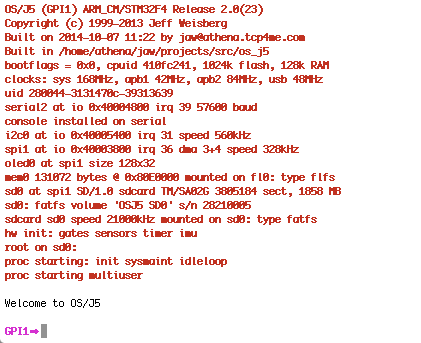 OS/J5 (GPI1) ARM_CM/STM32F4 Release 2.0(23)
Copyright (c) 1999-2013 Jeff Weisberg
Built on 2014-10-07 11:22 by jaw@athena.tcp4me.com
Built in /home/athena/jaw/projects/src/os_j5
bootflags = 0x0, cpuid 410fc241, 1024k flash, 128k RAM
clocks: sys 168MHz, apb1 42MHz, apb2 84MHz, usb 48MHz
uid 280044-3131470c-39313639
serial2 at io 0x40004800 irq 39 57600 baud
console installed on serial
i2c0 at io 0x40005400 irq 31 speed 560kHz
spi1 at io 0x40003800 irq 36 dma 3+4 speed 328kHz
oled0 at spi1 size 128x32
mem0 131072 bytes @ 0x80E0000 mounted on fl0: type flfs
sd0 at spi1 SD/1.0 sdcard TM/SA02G 3805184 sect, 1858 MB
sd0: fatfs volume 'OSJ5 SD0' s/n 28210005
sdcard sd0 speed 21000kHz mounted on sd0: type fatfs
hw init: gates sensors timer imu
root on sd0:
proc starting: init sysmaint idleloop
proc starting multiuser
Welcome to OS/J5
GPI1→